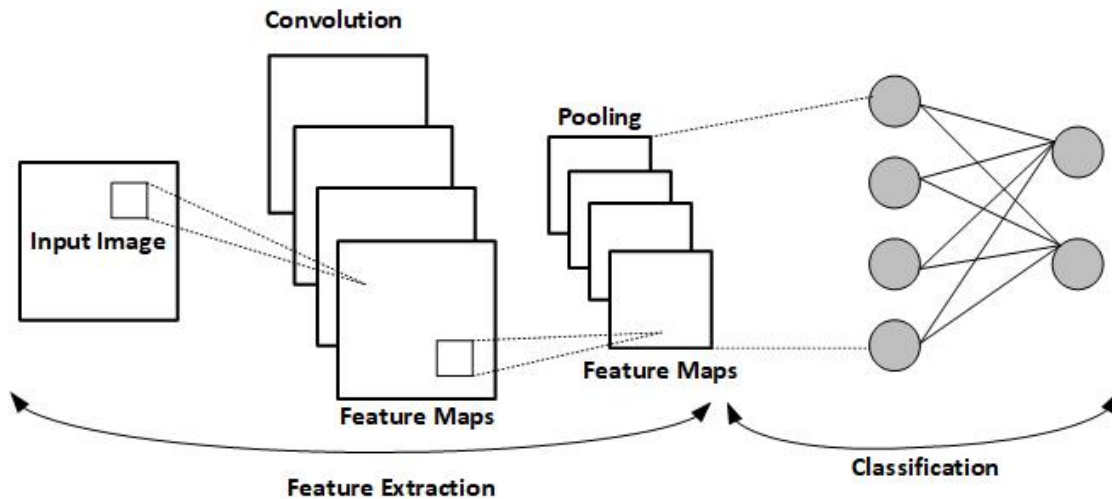 Convolution
Pooling
Input Image
Feature Maps
Feature Maps
Feature Extraction
Classification